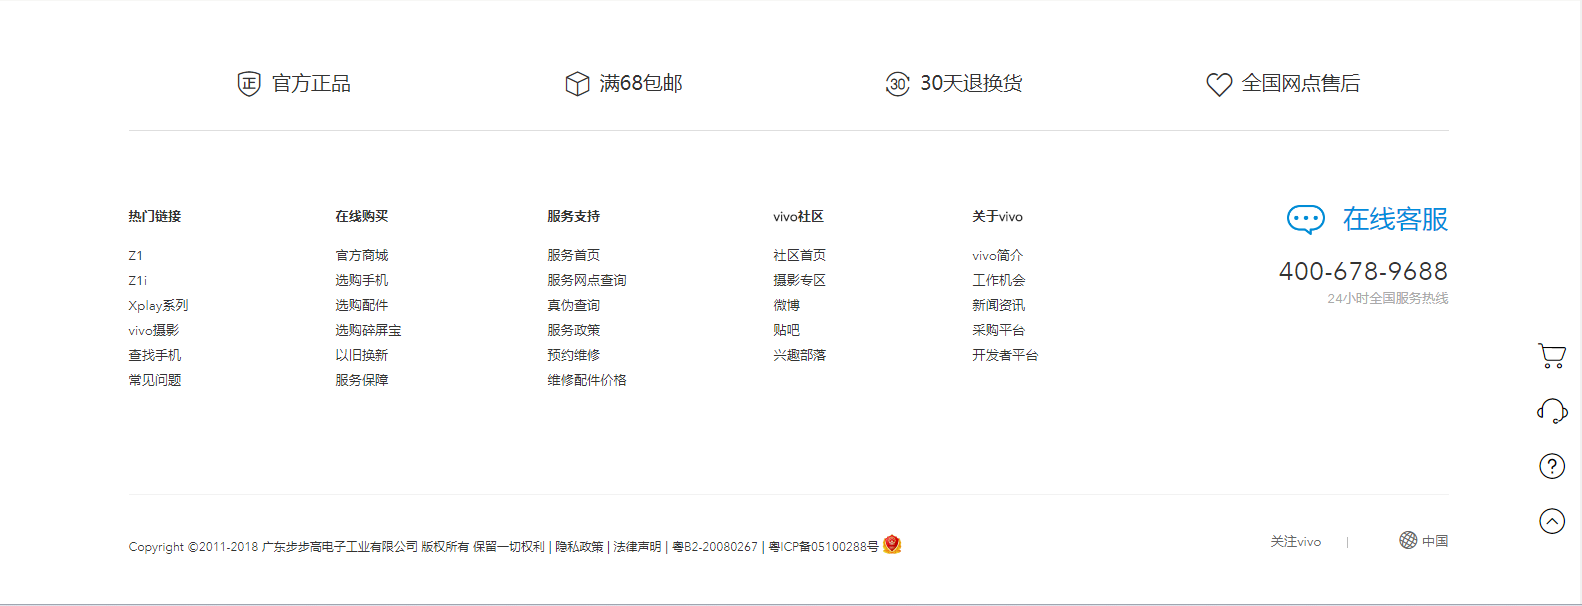 正 官方正品
满68包邮
30 30天退换货
全国网点售后
热门链接
Z1
Z1i
Xplay系列
vivo摄影
查找手机
常见问题
在线购买
官方商城
选购手机
选购配件
选购碎屏宝
以旧换新
服务保障
服务支持
服务首页
服务网点查询
真伪查询
服务政策
预约维修
维修配件价格
vivo社区
社区首页
摄影专区
微博
贴吧
兴趣部落
关于vivo
vivo简介
工作机会
新闻资讯
采购平台
开发者平台
在线客服
400-678-9688
24小时全国服务热线
?
Copyright ©2011-2018 广东步步高电子工业有限公司 版权所有 保留一切权利 | 隐私政策 | 法律声明 | 粤B2-20080267 | 粤ICP备05100288号
关注vivo | 中国